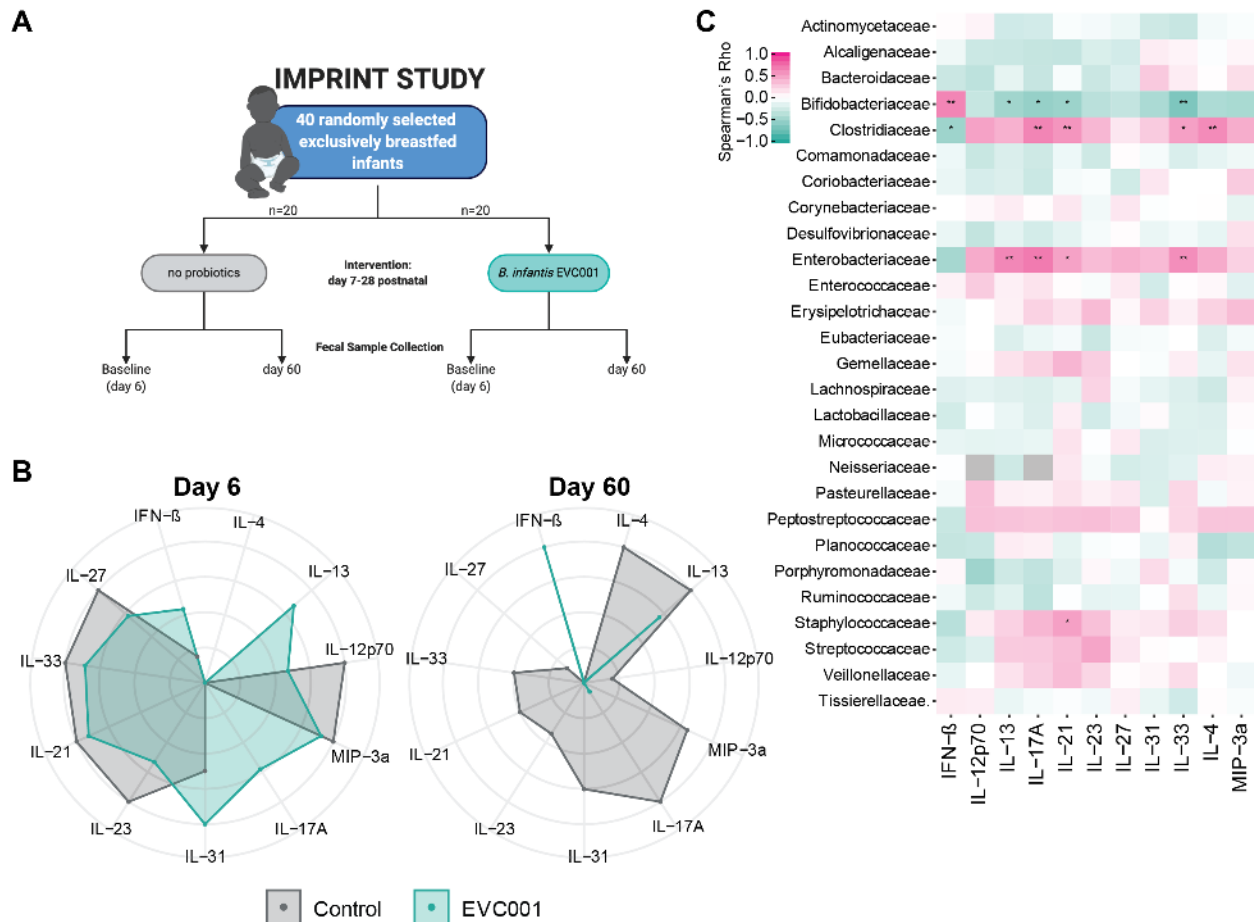 A
IMPRINT STUDY
40 randomly selected
exclusively breastfed
infants
n=20
n=20
no probiotics
Intervention:
day 7-28 postnatal
B. infantis EVC001
Fecal Sample Collection
Baseline
(day 6)
day 60
Baseline
(day 6)
day 60
B
Day 6
IFN-ß
IL-4
IL-13
IL-12p70
MIP-3a
IL-17A
IL-31
IL-23
IL-21
IL-33
IL-27
Day 60
IFN-ß
IL-4
IL-13
IL-12p70
MIP-3a
IL-17A
IL-31
IL-23
IL-21
IL-33
IL-27
Control
EVC001
C
Spearman's Rho
1.0
0.5
0.0
−0.5
−1.0
Actinomycetaceae
Alcaligenaceae
Bacteroidaceae
Bifidobacteriaceae
** * * * **
Clostridiaceae
* ** ** * **
Comamonadaceae
Coriobacteriaceae
Corynebacteriaceae
Desulfovibrionaceae
Enterobacteriaceae
** ** * **
Enterococcaceae
Erysipelotrichaceae
Eubacteriaceae
Gemellaceae
Lachnospiraceae
Lactobacillaceae
Micrococcaceae
Neisseriaceae
Pasteurellaceae
Peptostreptococcaceae
Planococcaceae
Porphyromonadaceae
Ruminococcaceae
Staphylococcaceae
*
Streptococcaceae
Veillonellaceae
Tissierellaceae.
IFN-ß
IL-12p70
IL-13
IL-17A
IL-21
IL-23
IL-27
IL-31
IL-33
IL-4
MIP-3a